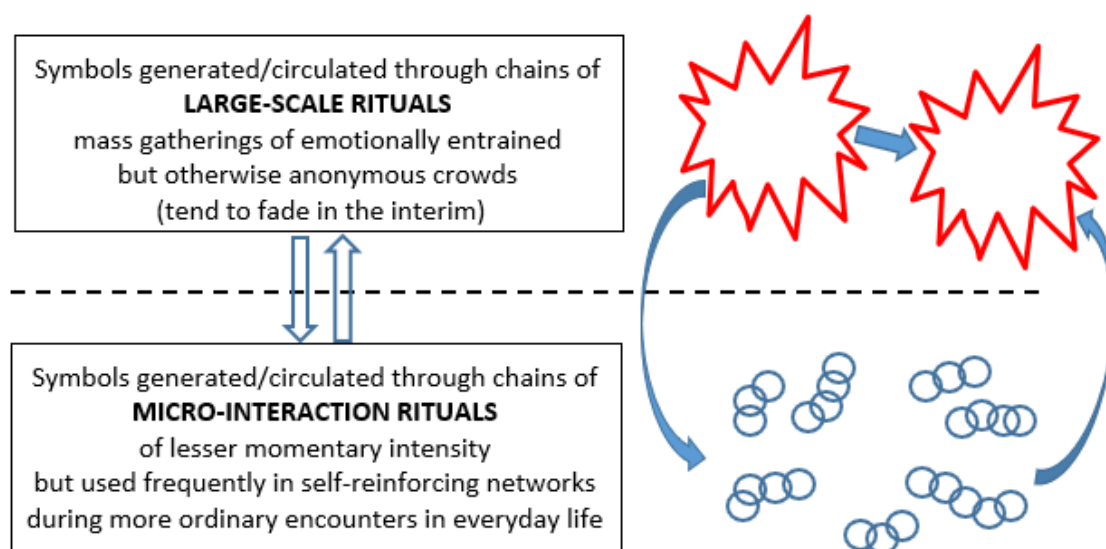 Symbols generated/circulated through chains of
LARGE-SCALE RITUALS
mass gatherings of emotionally entrained
but otherwise anonymous crowds
(tend to fade in the interim)
Symbols generated/circulated through chains of
MICRO-INTERACTION RITUALS
of lesser momentary intensity
but used frequently in self-reinforcing networks
during more ordinary encounters in everyday life